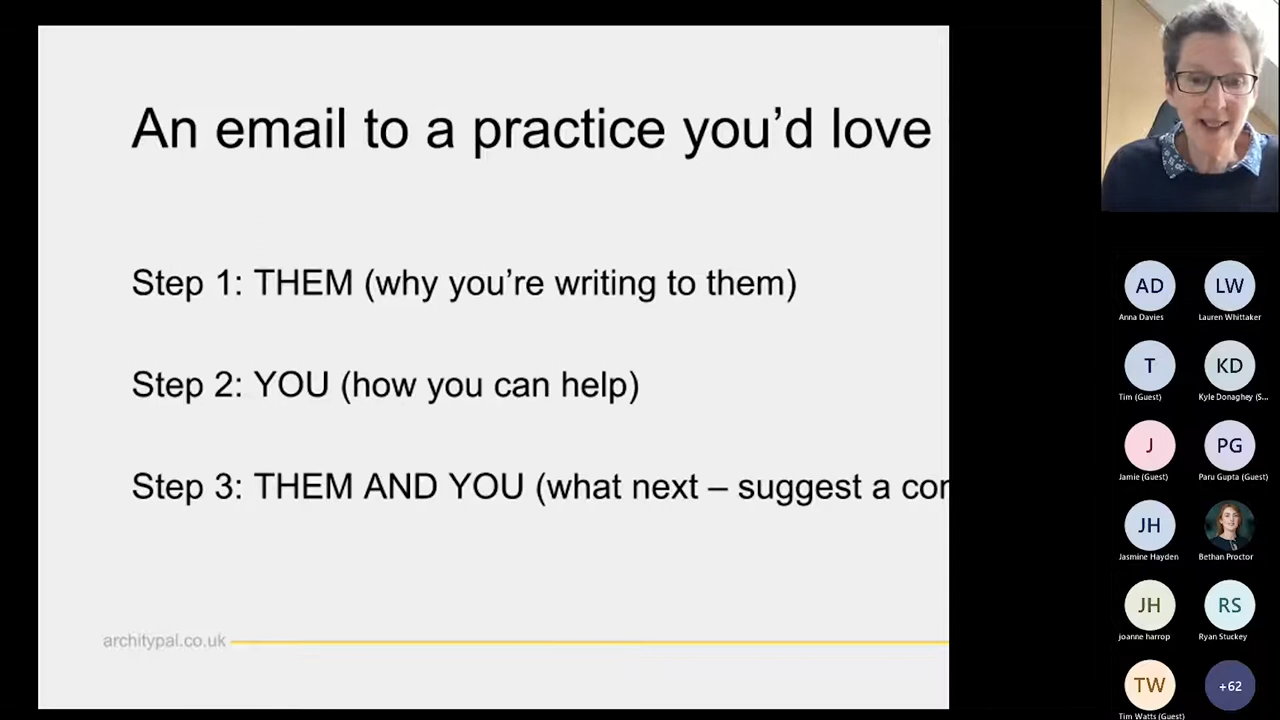 An email to a practice you'd love
Step 1: THEM (why you're writing to them)
Step 2: YOU (how you can help)
Step 3: THEM AND YOU (what next – suggest a cor
architypal.co.uk
AD
LW
Anna Davies
Lauren Whittaker
T
KD
Tim (Guest)
Kyle Donaghey (S...
J
PG
Jamie (Guest)
Paru Gupta (Guest)
JH
Jasmine Hayden
Bethan Proctor
JH
RS
joanne harrop
Ryan Stuckey
TW
+62
Tim Watts (Guest)